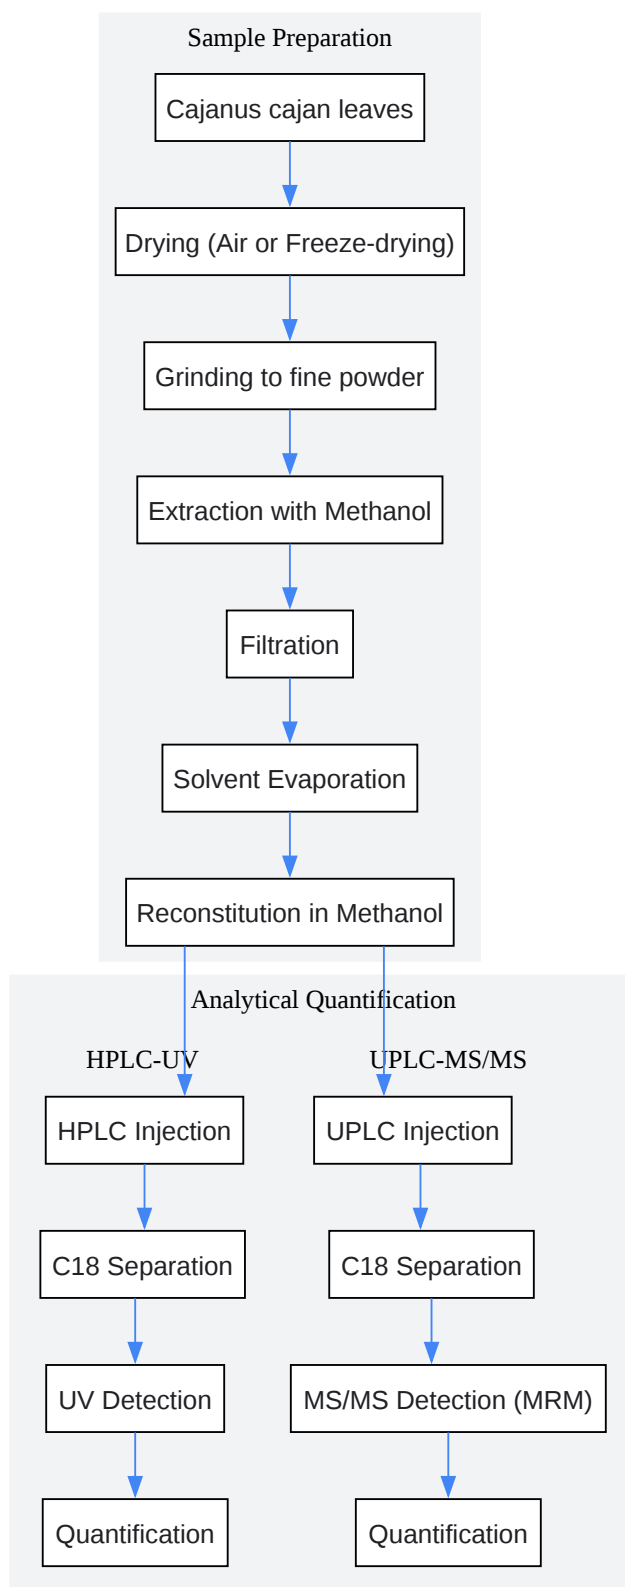 Sample Preparation
Cajanus cajan leaves
Drying (Air or Freeze-drying)
Grinding to fine powder
Extraction with Methanol
Filtration
Solvent Evaporation
Reconstitution in Methanol
Analytical Quantification
HPLC-UV
HPLC Injection
C18 Separation
UV Detection
Quantification
UPLC-MS/MS
UPLC Injection
C18 Separation
MS/MS Detection (MRM)
Quantification